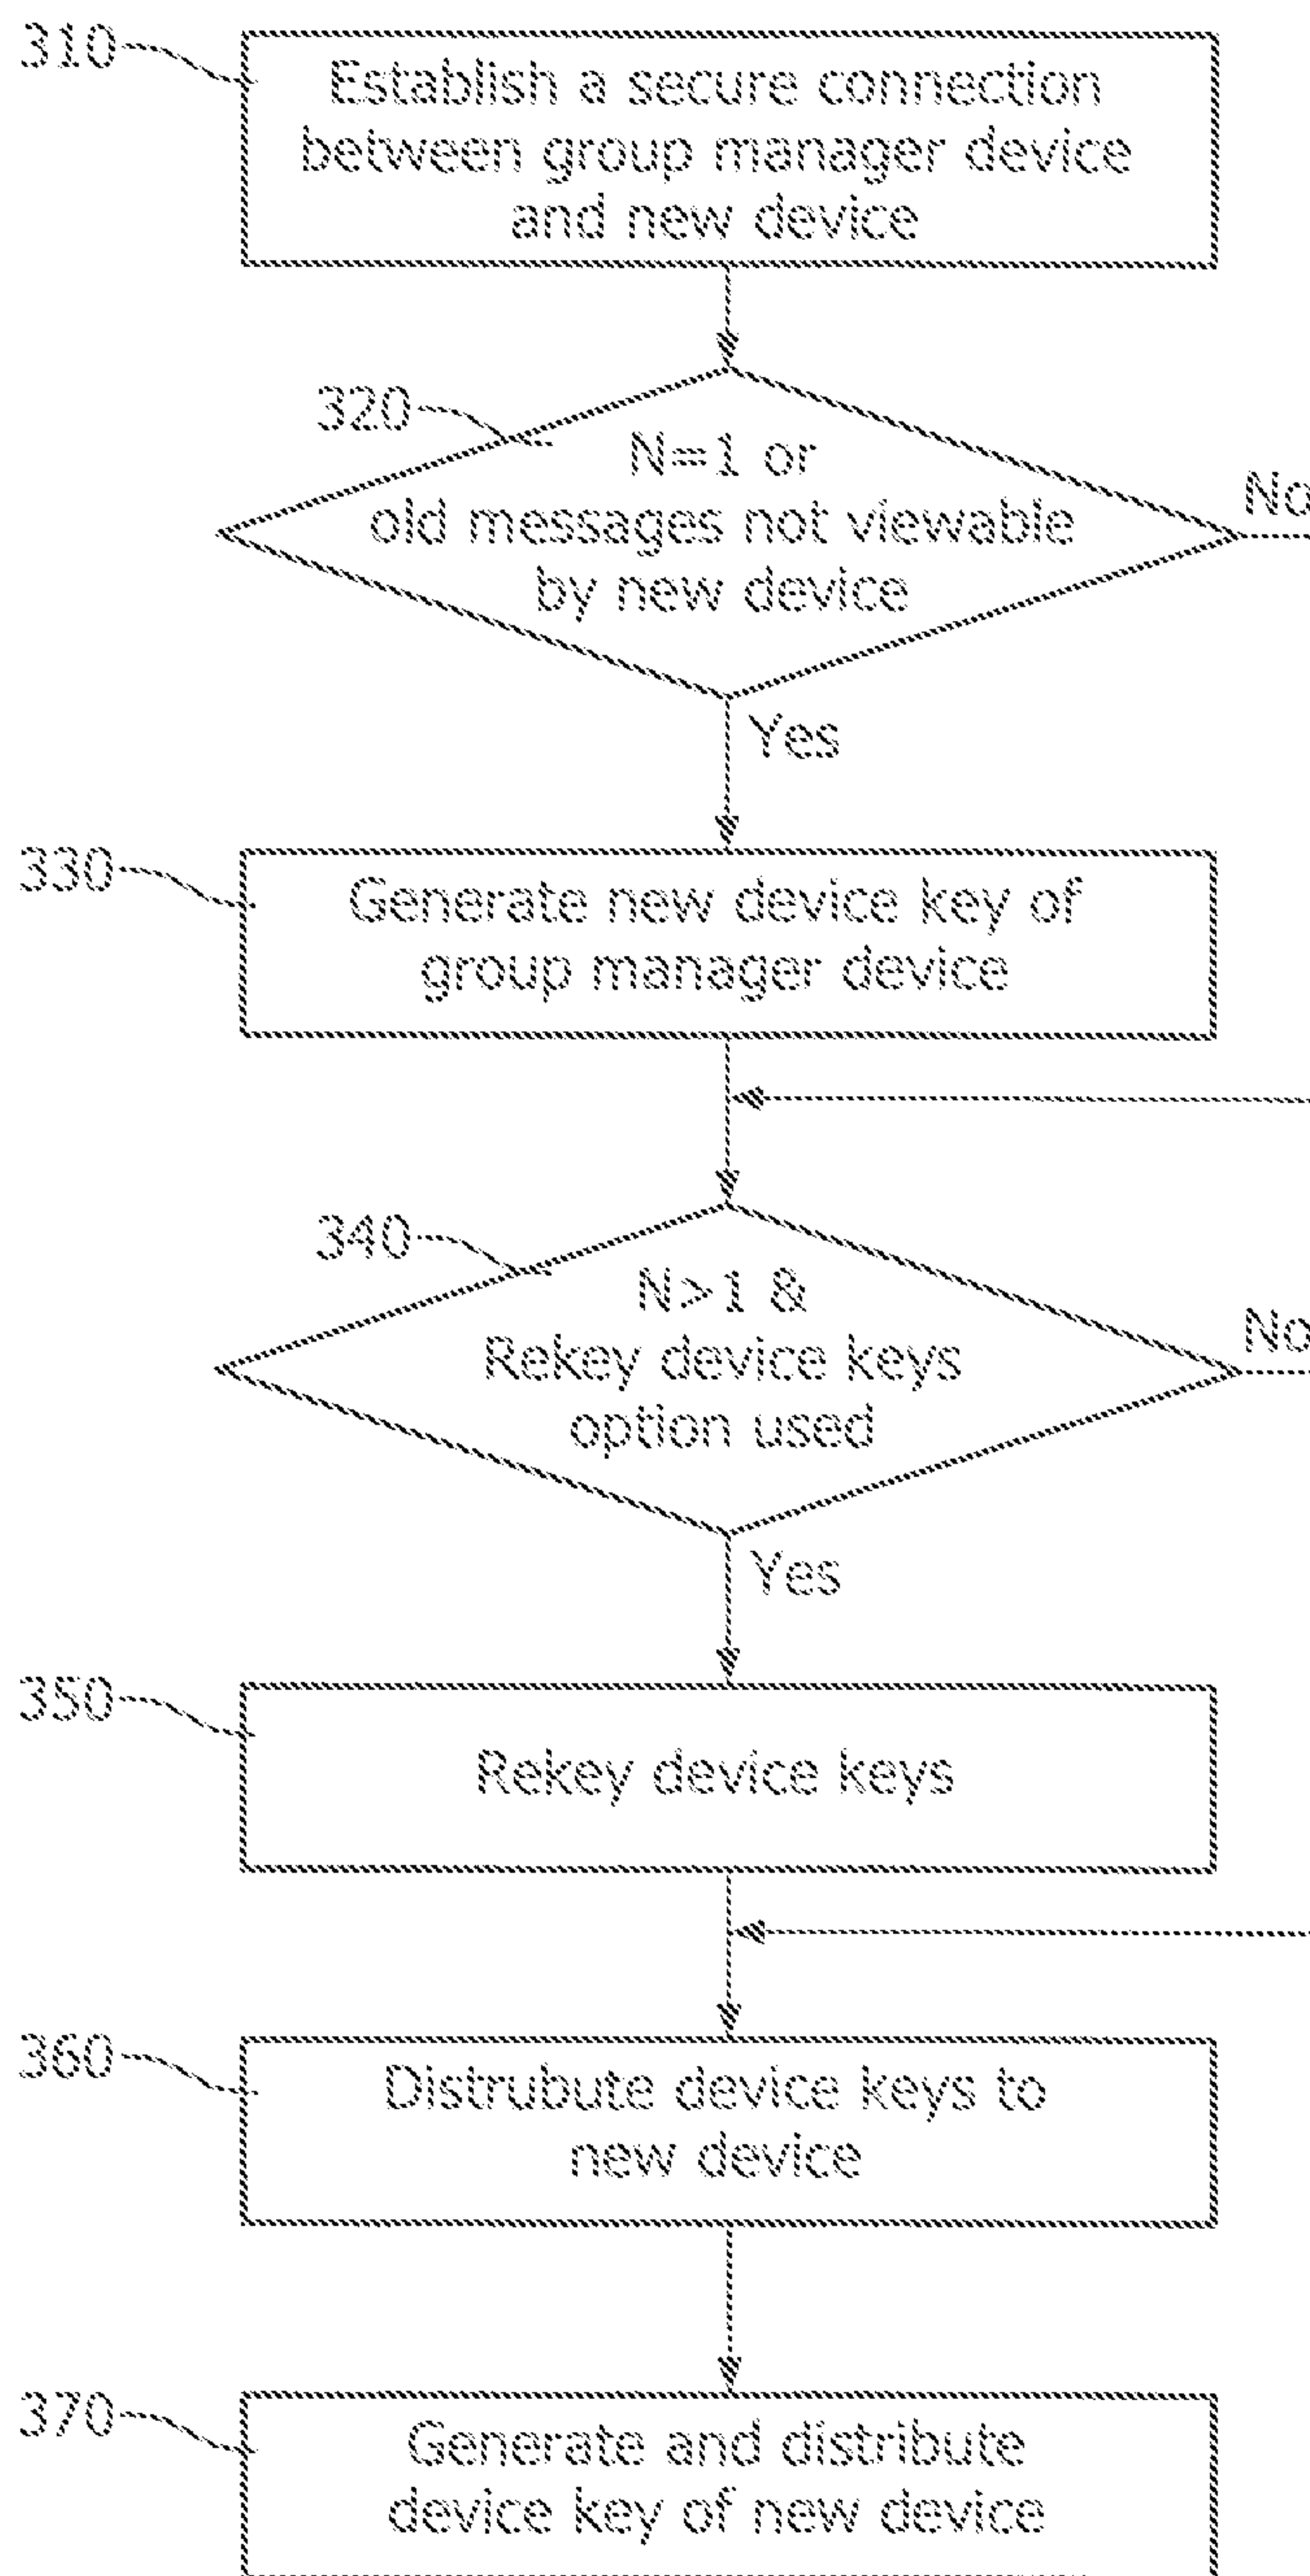 310
Establish a secure connection
between group manager device
and new device
320
N=1 or
old messages not viewable
by new device
No
Yes
330
Generate new device key of
group manager device
340
N>1 &
Rekey device keys
option used
No
Yes
350
Rekey device keys
360
Distrubute device keys to
new device
370
Generate and distribute
device key of new device